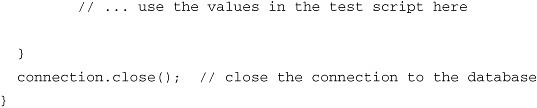 // ... use the values in the test script here
}
connection.close();  // close the connection to the database
}